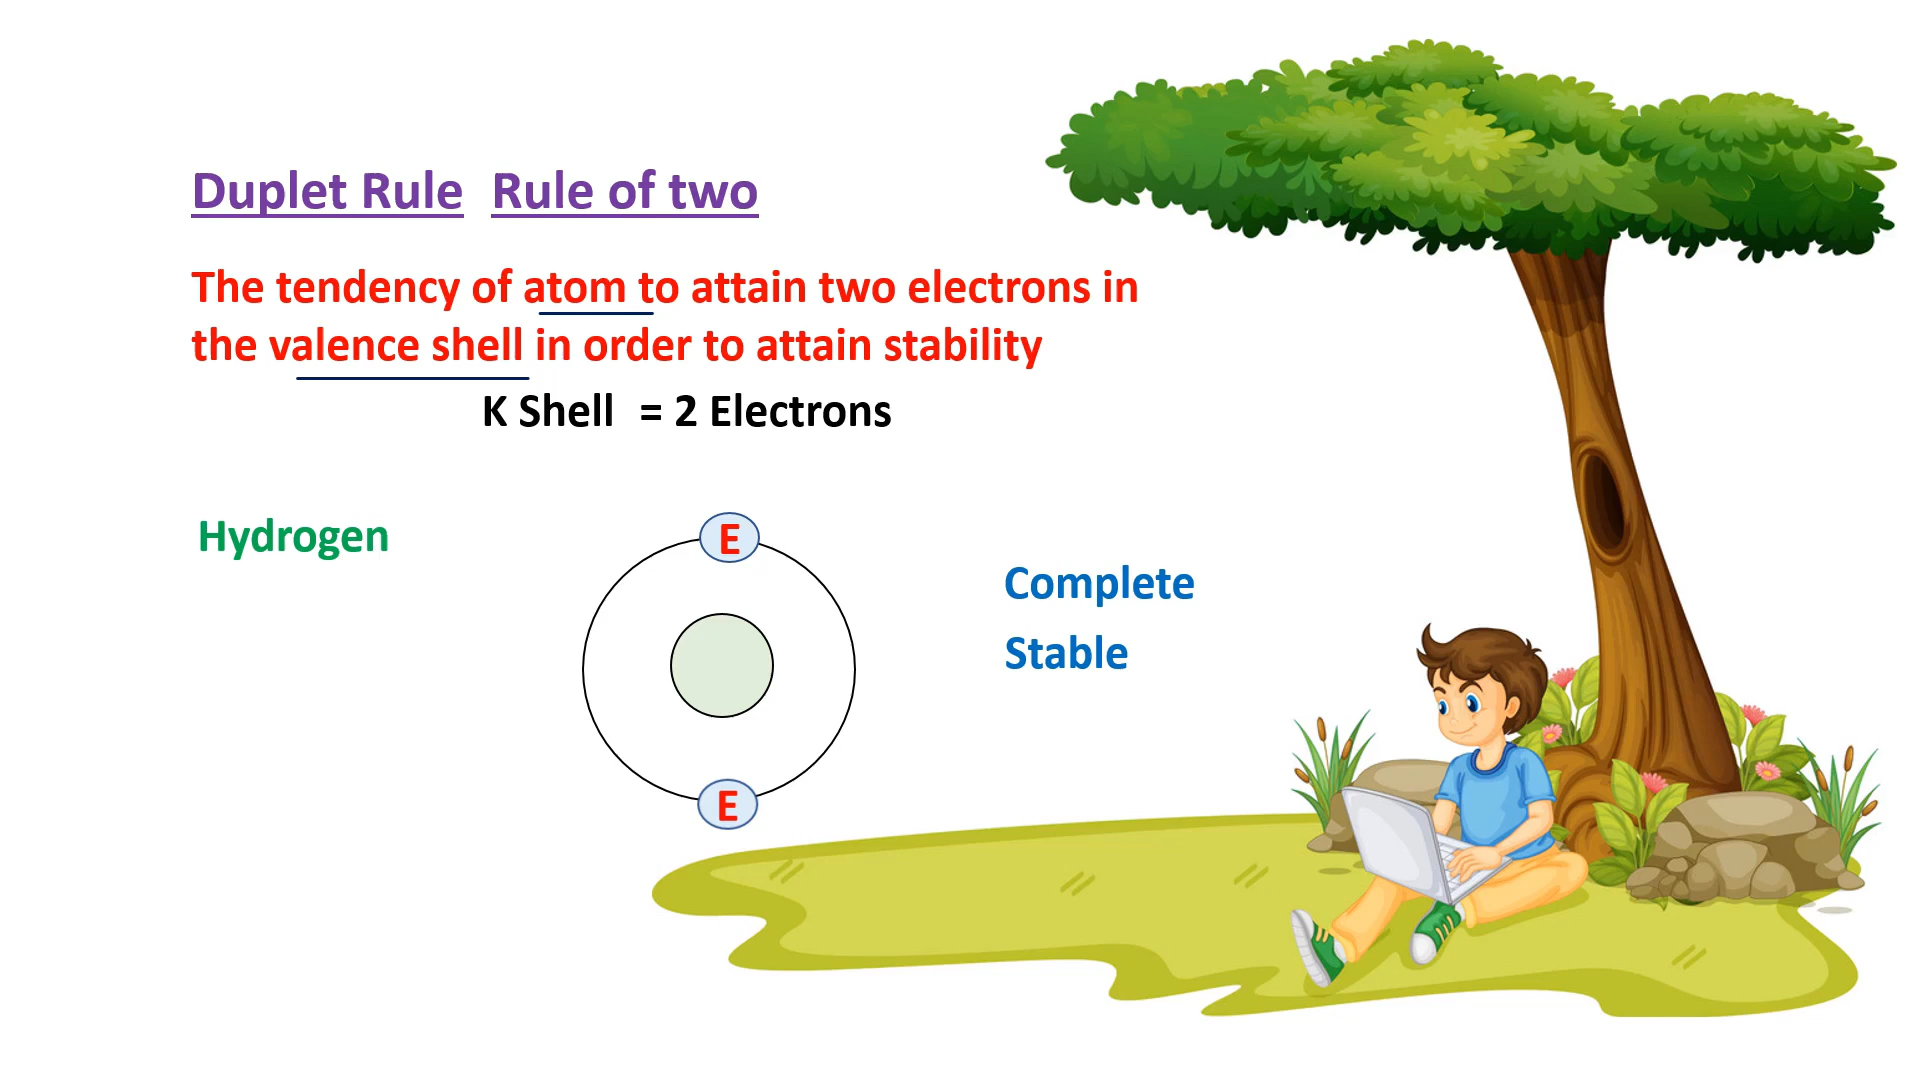 Duplet Rule Rule of two
The tendency of atom to attain two electrons in
the valence shell in order to attain stability
K Shell = 2 Electrons
Hydrogen
E
Complete
Stable
E